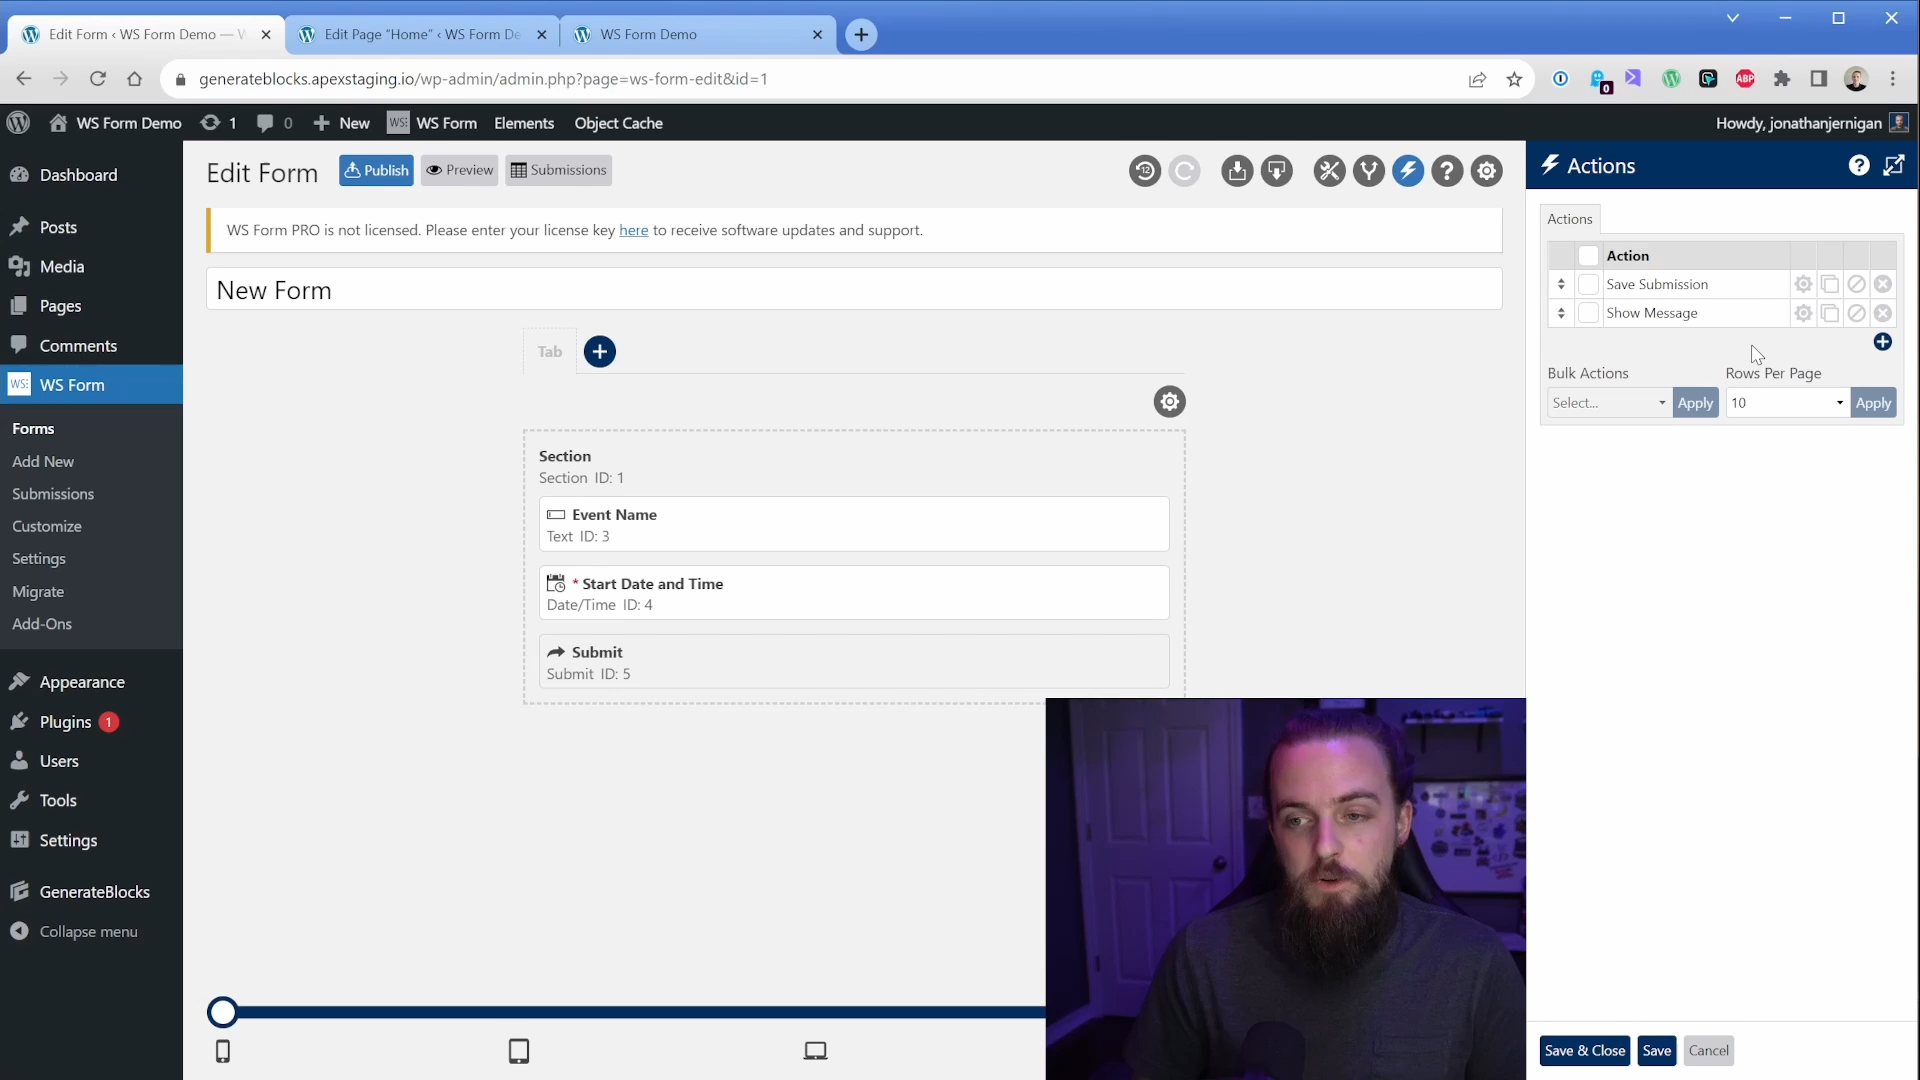 Edit Form ‹ WS Form Demo — W
Edit Page “Home” ‹ WS Form De
WS Form Demo
generateblocks.apexstaging.io/wp-admin/admin.php?page=ws-form-edit&id=1
0
ABP
WS Form Demo
1
0
New
WS
WS Form
Elements
Object Cache
Howdy, jonathanjernigan
Dashboard
Posts
Media
Pages
Comments
WS
WS Form
Forms
Add New
Submissions
Customize
Settings
Migrate
Add-Ons
Appearance
Plugins 1
Users
Tools
Settings
GenerateBlocks
Collapse menu
Edit Form
Publish
Preview
Submissions
12
?
WS Form PRO is not licensed. Please enter your license key here to receive software updates and support.
New Form
Tab
Section
Section ID: 1
Event Name
Text ID: 3
* Start Date and Time
Date/Time ID: 4
Submit
Submit ID: 5
Actions
?
Actions
Action
Save Submission
Show Message
Bulk Actions
Rows Per Page
Select...
Apply
10
Apply
Save & Close
Save
Cancel